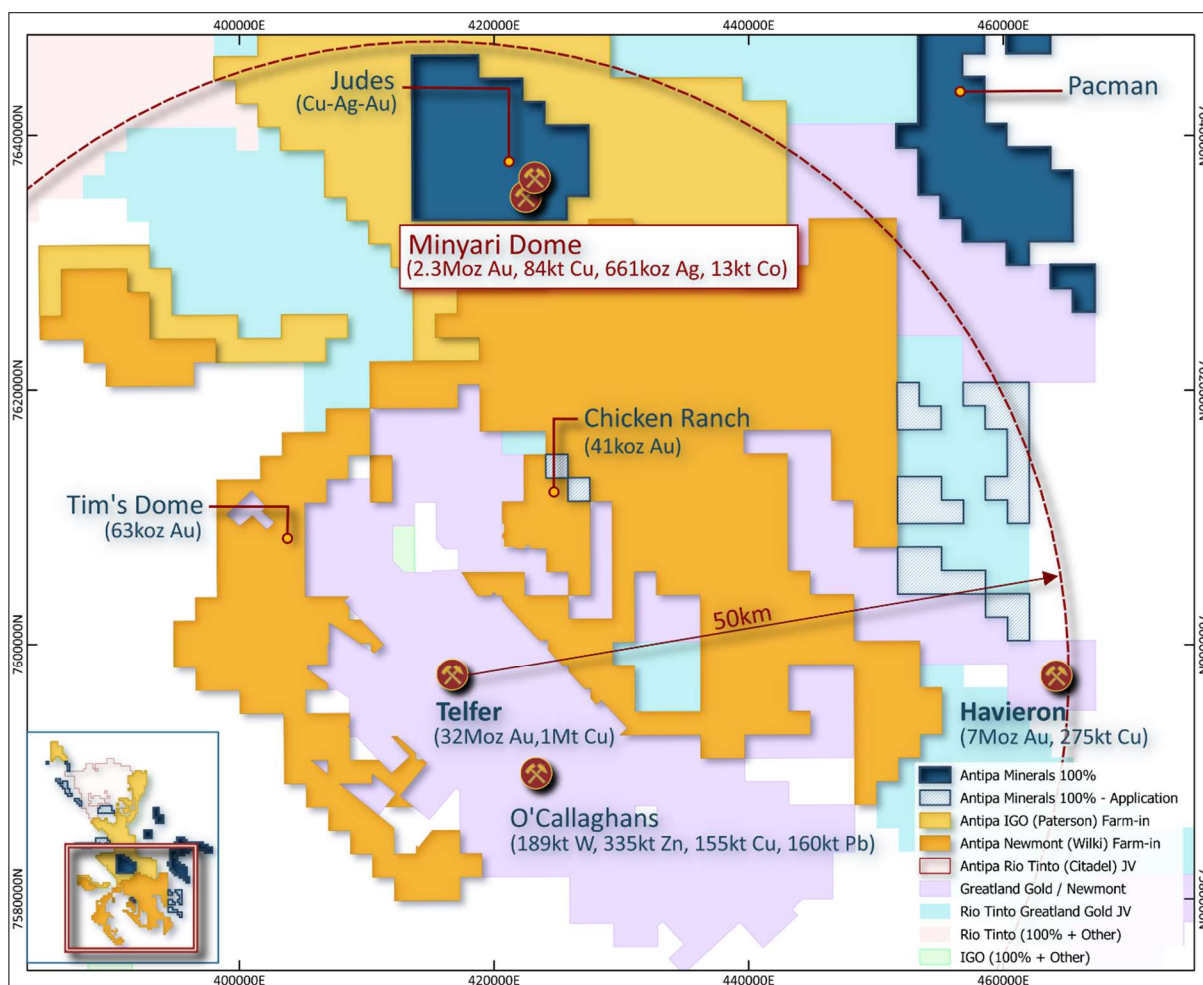 400000E
420000E
440000E
460000E
Judes
(Cu-Ag-Au)
Pacman
7640000N
7640000N
Minyari Dome
(2.3Moz Au, 84kt Cu, 661koz Ag, 13kt Co)
7620000N
7620000N
Chicken Ranch
(41koz Au)
Tim's Dome
(63koz Au)
50km
7600000N
7600000N
Telfer
(32Moz Au,1Mt Cu)
Havieron
(7Moz Au, 275kt Cu)
O'Callaghans
(189kt W, 335kt Zn, 155kt Cu, 160kt Pb)
Antipa Minerals 100%
Antipa Minerals 100% - Application
Antipa IGO (Paterson) Farm-in
Antipa Newmont (Wilki) Farm-in
Antipa Rio Tinto (Citadel) JV
Greatland Gold / Newmont
Rio Tinto Greatland Gold JV
Rio Tinto (100% + Other)
IGO (100% + Other)
7580000N
7580000N
400000E
420000E
440000E
460000E